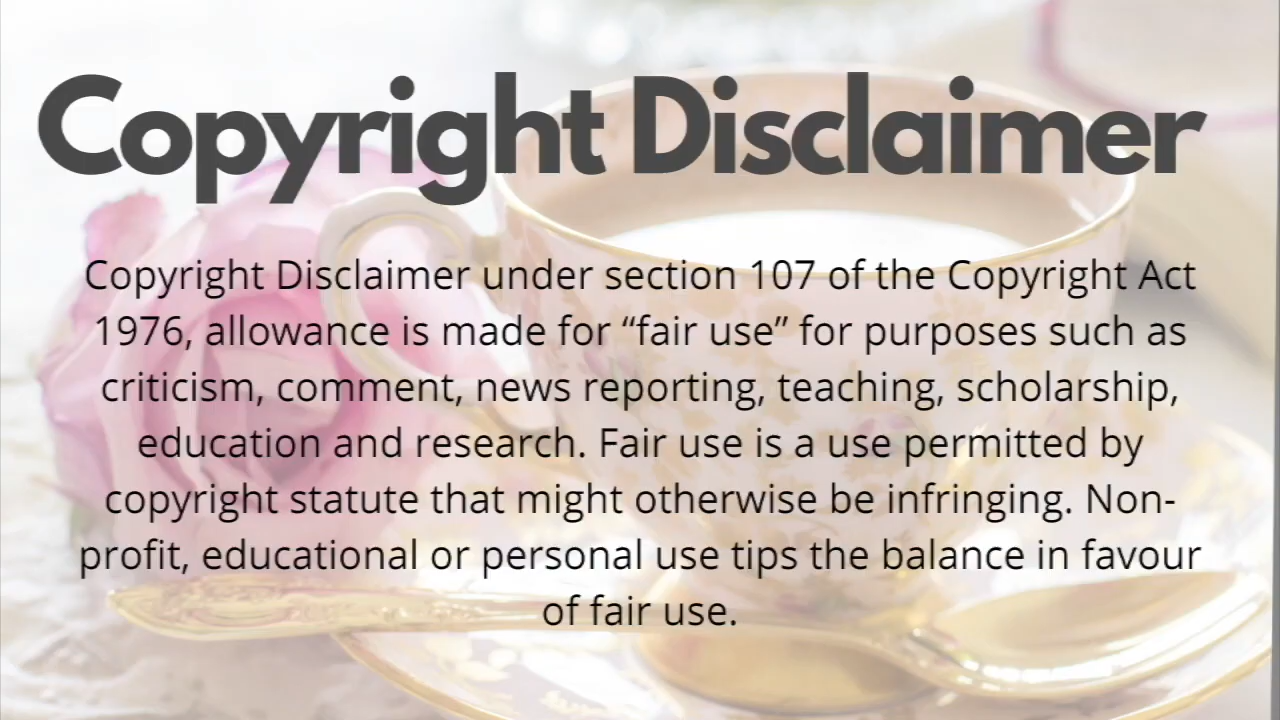 Copyright Disclaimer
Copyright Disclaimer under section 107 of the Copyright Act
1976, allowance is made for “fair use” for purposes such as
criticism, comment, news reporting, teaching, scholarship,
education and research. Fair use is a use permitted by
copyright statute that might otherwise be infringing. Non-
profit, educational or personal use tips the balance in favour
of fair use.